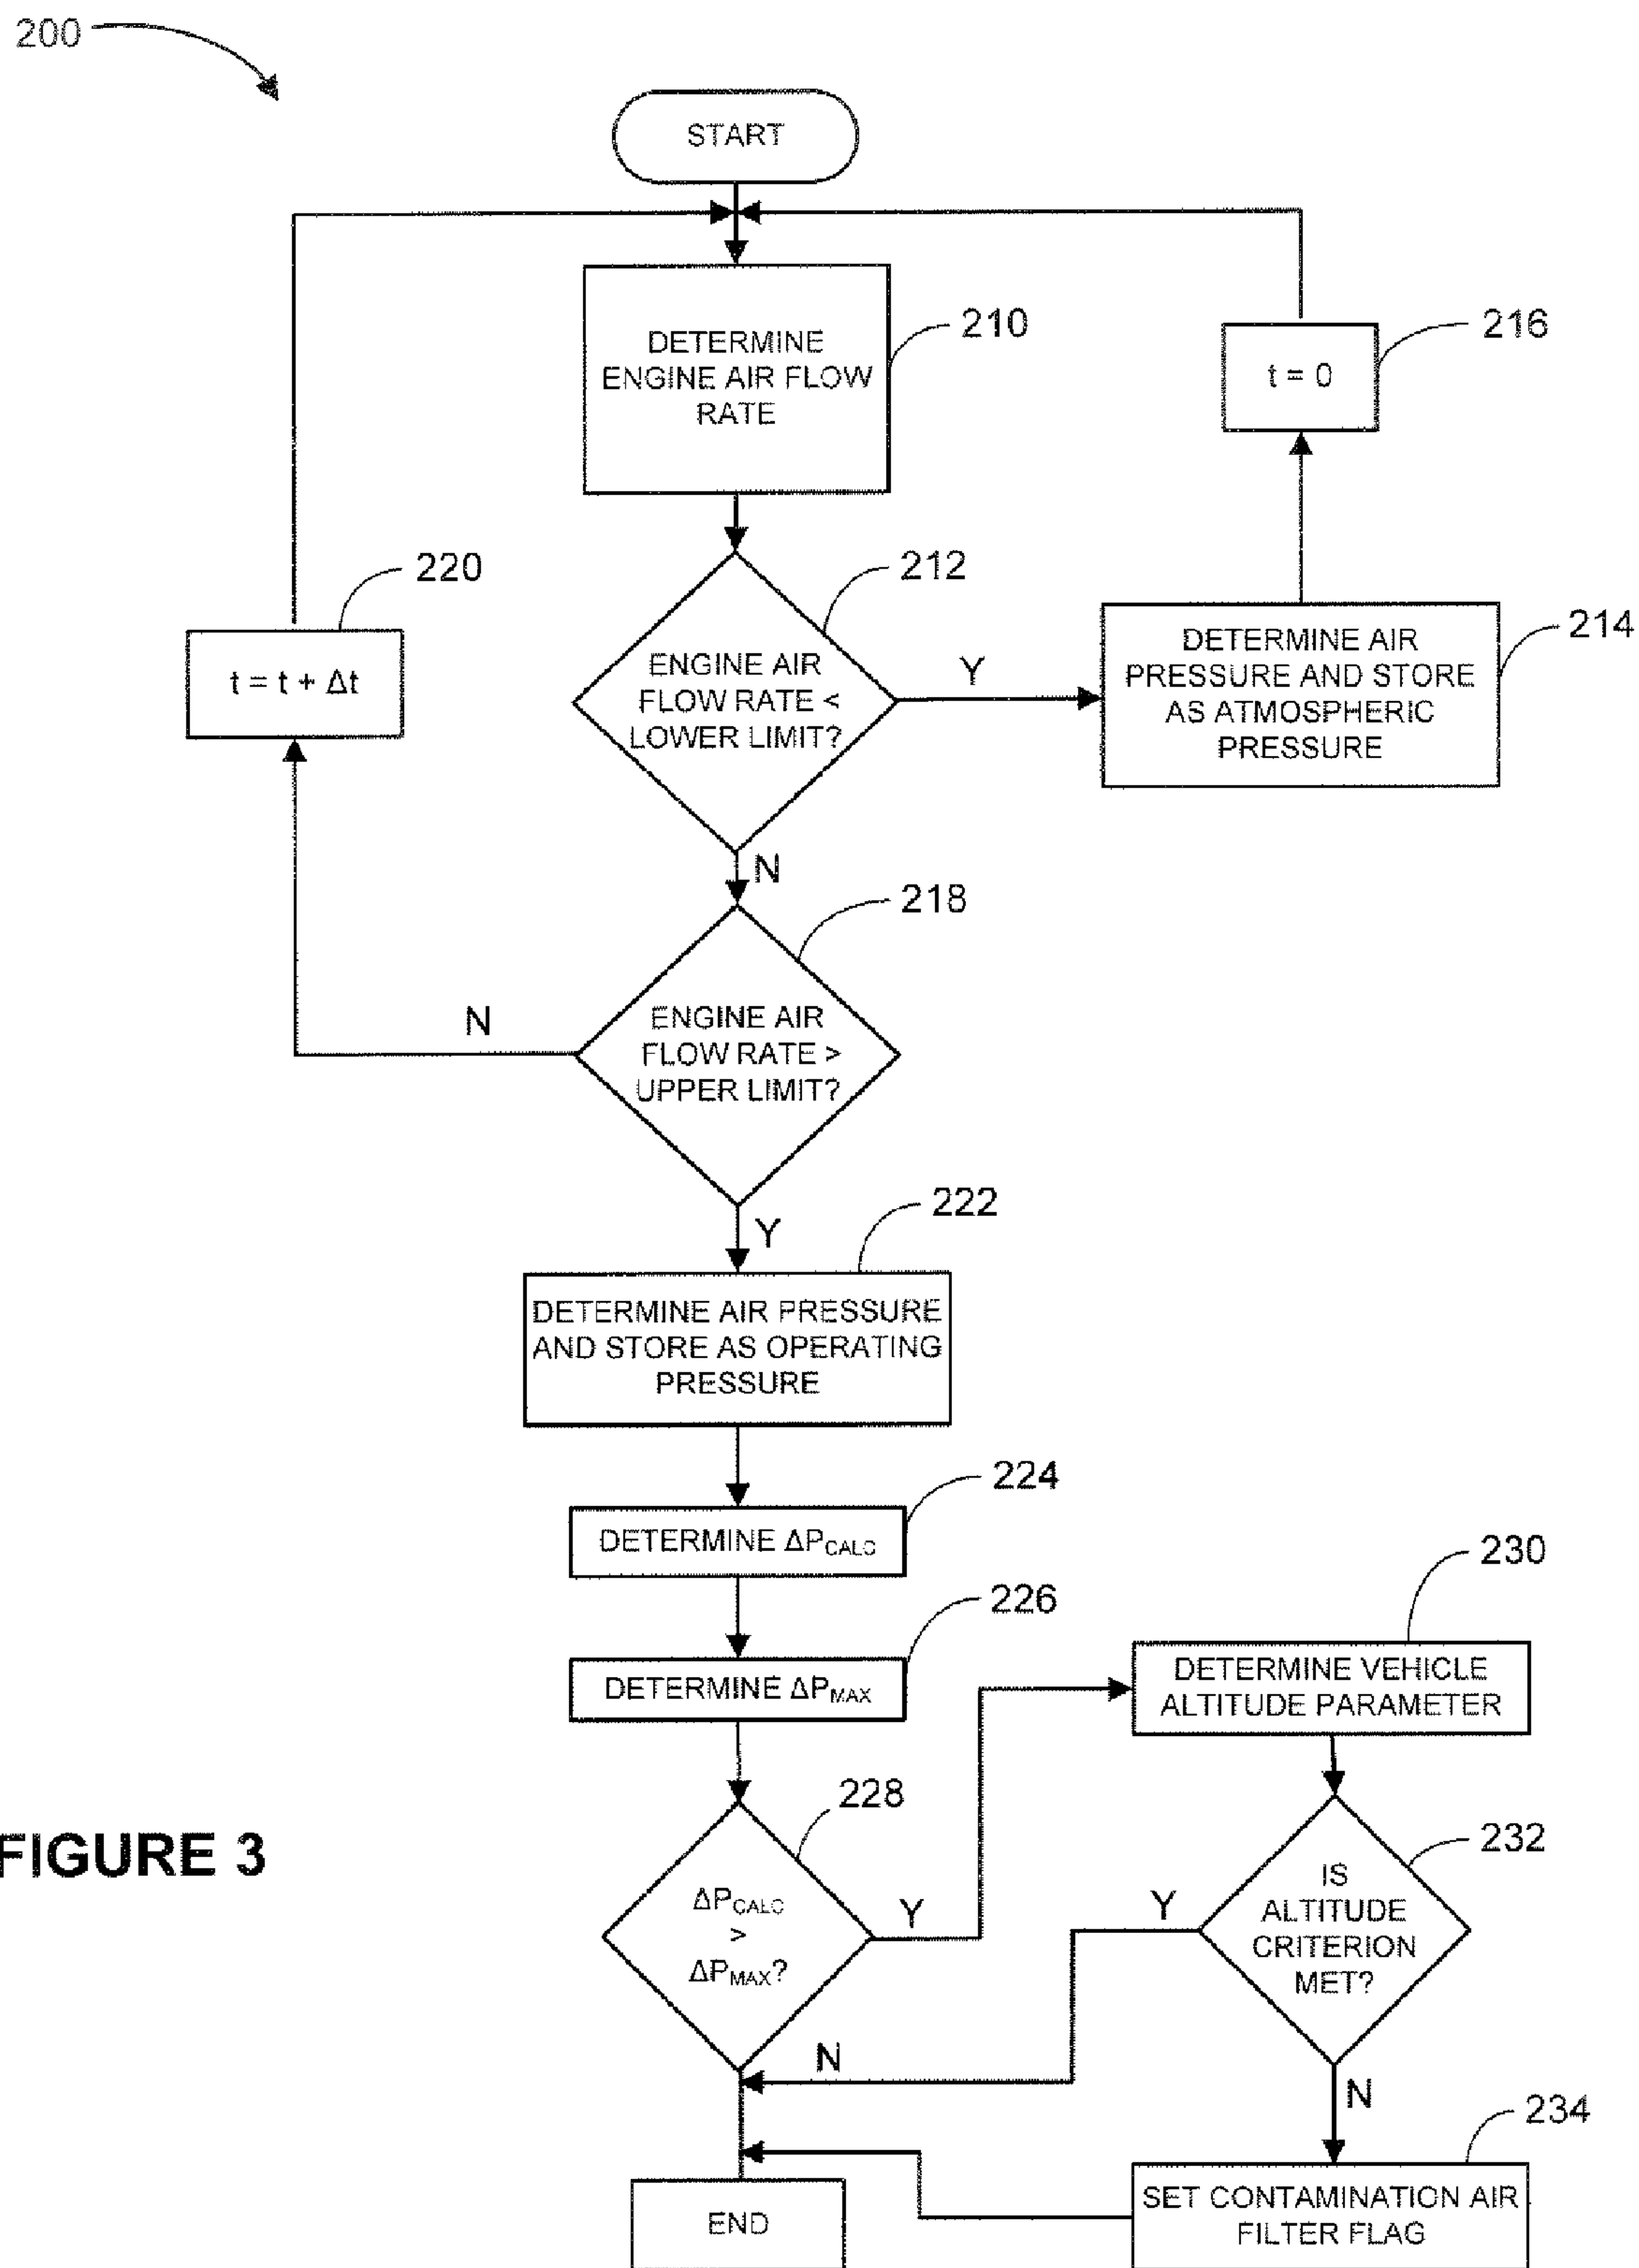 200
START
DETERMINE
ENGINE AIR FLOW
RATE
210
t = 0
216
220
t = t + Δt
212
ENGINE AIR
FLOW RATE <
LOWER LIMIT?
Y
DETERMINE AIR
PRESSURE AND STORE
AS ATMOSPHERIC
PRESSURE
214
N
218
N
ENGINE AIR
FLOW RATE >
UPPER LIMIT?
Y
222
DETERMINE AIR PRESSURE
AND STORE AS OPERATING
PRESSURE
224
DETERMINE ΔPCALC
226
DETERMINE ΔPMAX
230
DETERMINE VEHICLE
ALTITUDE PARAMETER
228
ΔPCALC
>
ΔPMAX?
Y
N
232
IS
ALTITUDE
CRITERION
MET?
Y
N
234
SET CONTAMINATION AIR
FILTER FLAG
END
FIGURE 3